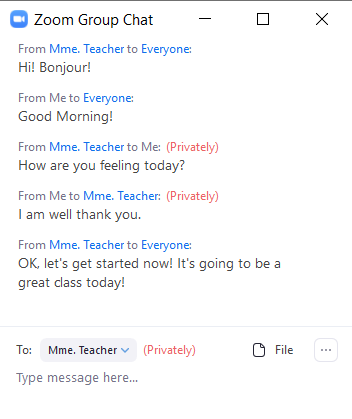 Zoom Group Chat
From Mme. Teacher to Everyone:
Hi! Bonjour!
From Me to Everyone:
Good Morning!
From Mme. Teacher to Me: (Privately)
How are you feeling today?
From Me to Mme. Teacher: (Privately)
I am well thank you.
From Mme. Teacher to Everyone:
OK, let's get started now! It's going to be a
great class today!
To: Mme. Teacher (Privately) File
Type message here...